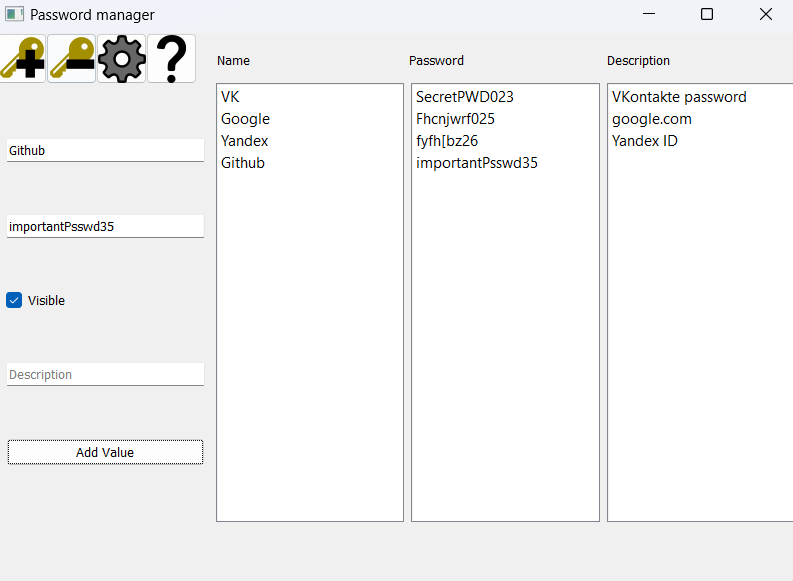 Password manager
Name Password Description
VK SecretPWD023 VKontakte password
Google Fhcnjwrf025 google.com
Yandex fyfh[bz26 Yandex ID
Github importantPsswd35
Github
importantPsswd35
Visible
Description
Add Value